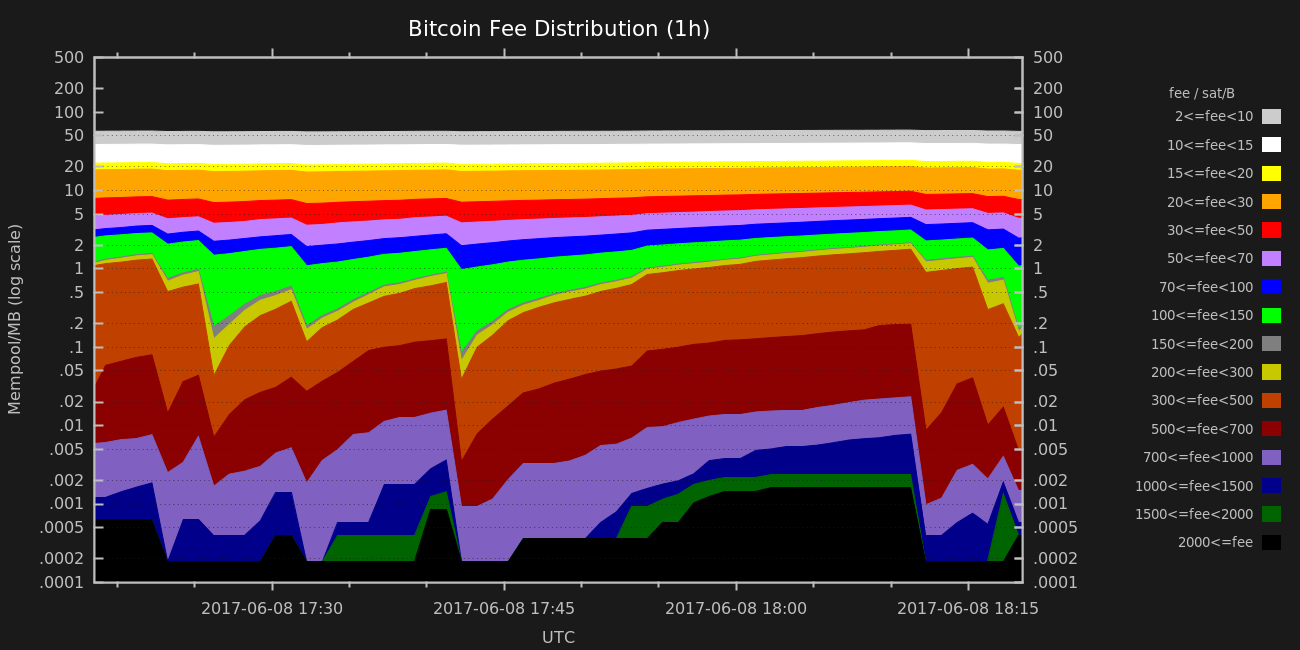 Bitcoin Fee Distribution (1h)
500 500
200 200
100 100
50 50
20 20
10 10
5 5
2 2
1 1
.5 .5
.2 .2
.1 .1
.05 .05
.02 .02
.01 .01
.005 .005
.002 .002
.001 .001
.0005 .0005
.0002 .0002
.0001 .0001
Mempool/MB (log scale)
2017-06-08 17:30 2017-06-08 17:45 2017-06-08 18:00 2017-06-08 18:15
UTC
fee / sat/B
2<=fee<10
10<=fee<15
15<=fee<20
20<=fee<30
30<=fee<50
50<=fee<70
70<=fee<100
100<=fee<150
150<=fee<200
200<=fee<300
300<=fee<500
500<=fee<700
700<=fee<1000
1000<=fee<1500
1500<=fee<2000
2000<=fee